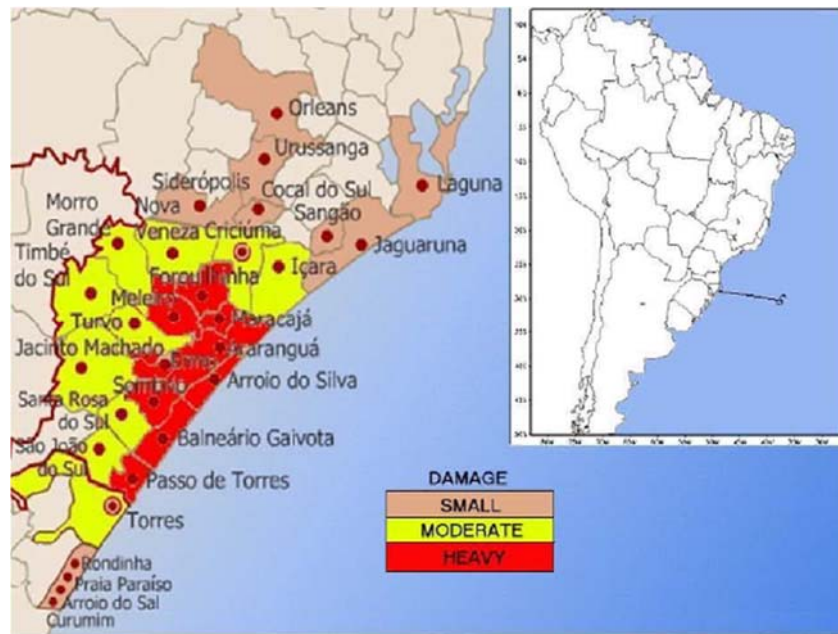 Orleans
Urussanga
Siderópolis
Laguna
Morro
Grande
Nova
Veneza
Cocal do Sul
Sangão
Criciúma
Jaguaruna
Timbé
do Sul
Forquilhinha
Içara
Meleiro
Turvo
Maracajá
Jacinto Machado
Ermo
Araranguá
Sombrio
Arroio do Silva
Santa Rosa
do Sul
Balneário Gaivota
São João
do Sul
Passo de Torres
Torres
Rondinha
Praia Paraíso
Arroio do Sal
Curumim
DAMAGE
SMALL
MODERATE
HEAVY